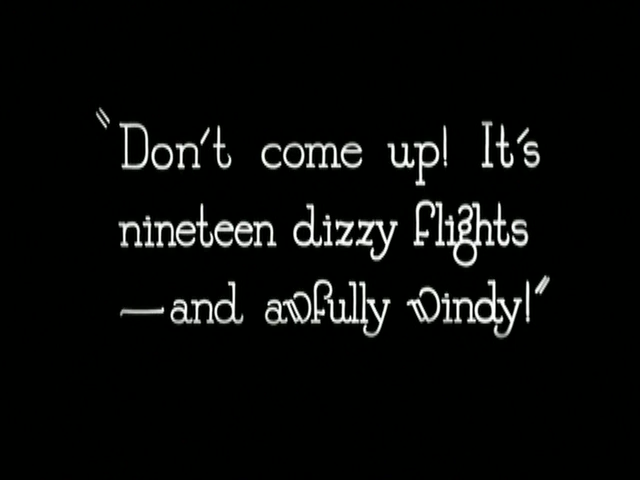 "Don't come up! It's
nineteen dizzy flights
—and awfully windy!"